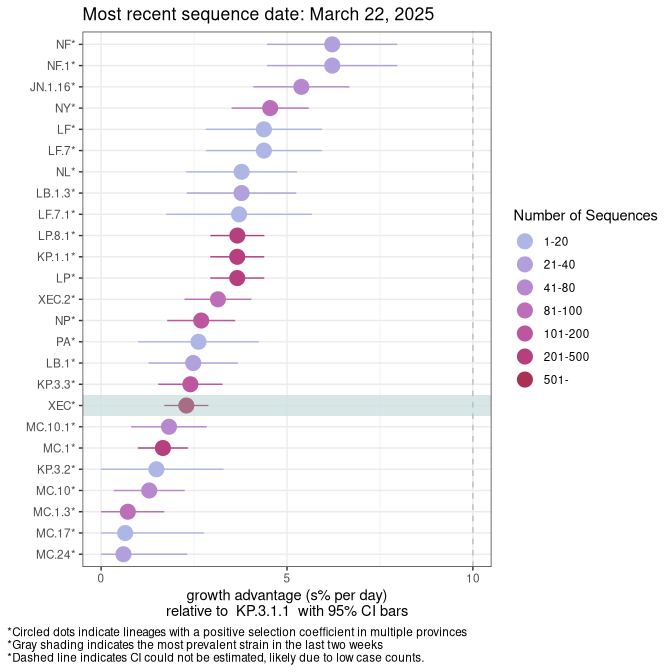 Most recent sequence date: March 22, 2025
NF*
NF.1*
JN.1.16*
NY*
LF*
LF.7*
NL*
LB.1.3*
LF.7.1*
LP.8.1*
KP.1.1*
LP*
XEC.2*
NP*
PA*
LB.1*
KP.3.3*
XEC*
MC.10.1*
MC.1*
KP.3.2*
MC.10*
MC.1.3*
MC.17*
MC.24*
0 5 10
growth advantage (s% per day)
relative to KP.3.1.1 with 95% CI bars
Number of Sequences
1-20
21-40
41-80
81-100
101-200
201-500
501-
*Circled dots indicate lineages with a positive selection coefficient in multiple provinces
*Gray shading indicates the most prevalent strain in the last two weeks
*Dashed line indicates CI could not be estimated, likely due to low case counts.